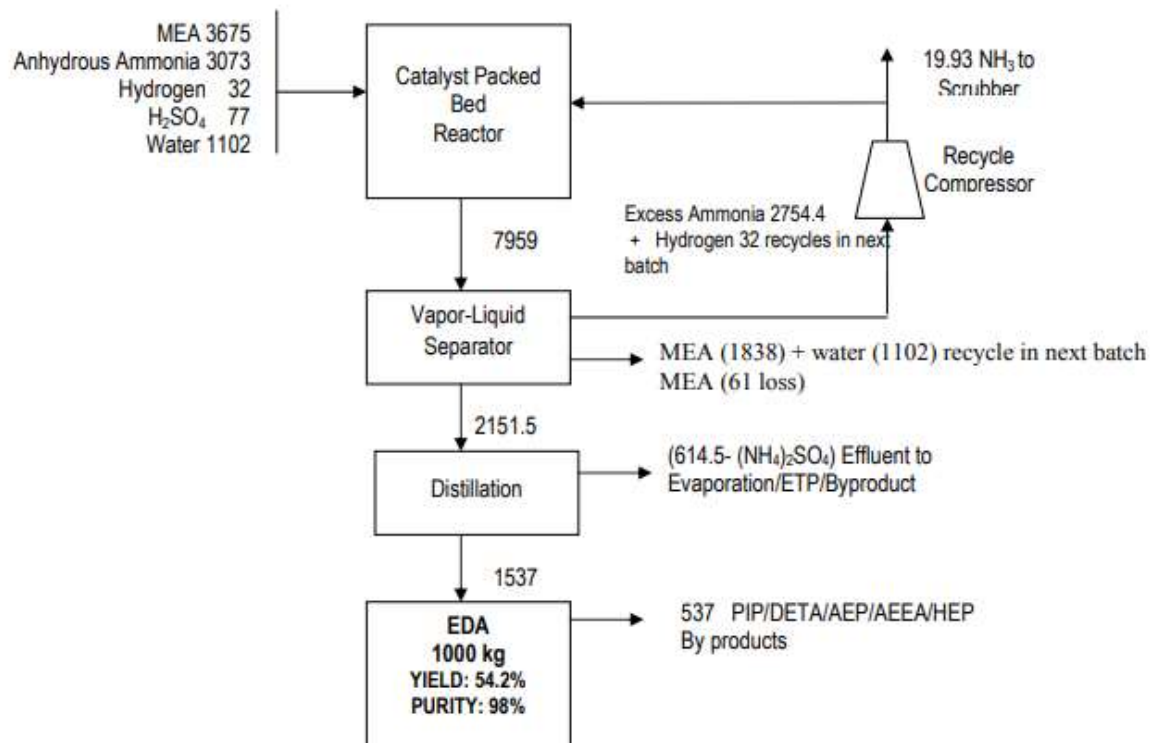 MEA 3675
Anhydrous Ammonia 3073
Hydrogen 32
H₂SO₄ 77
Water 1102
Catalyst Packed
Bed
Reactor
19.93 NH₃ to
Scrubber
Recycle
Compressor
Excess Ammonia 2754.4
+ Hydrogen 32 recycles in next
batch
7959
Vapor-Liquid
Separator
MEA (1838) + water (1102) recycle in next batch
MEA (61 loss)
2151.5
Distillation
(614.5- (NH₄)₂SO₄) Effluent to
Evaporation/ETP/Byproduct
1537
EDA
1000 kg
YIELD: 54.2%
PURITY: 98%
537 PIP/DETA/AEP/AEEA/HEP
By products